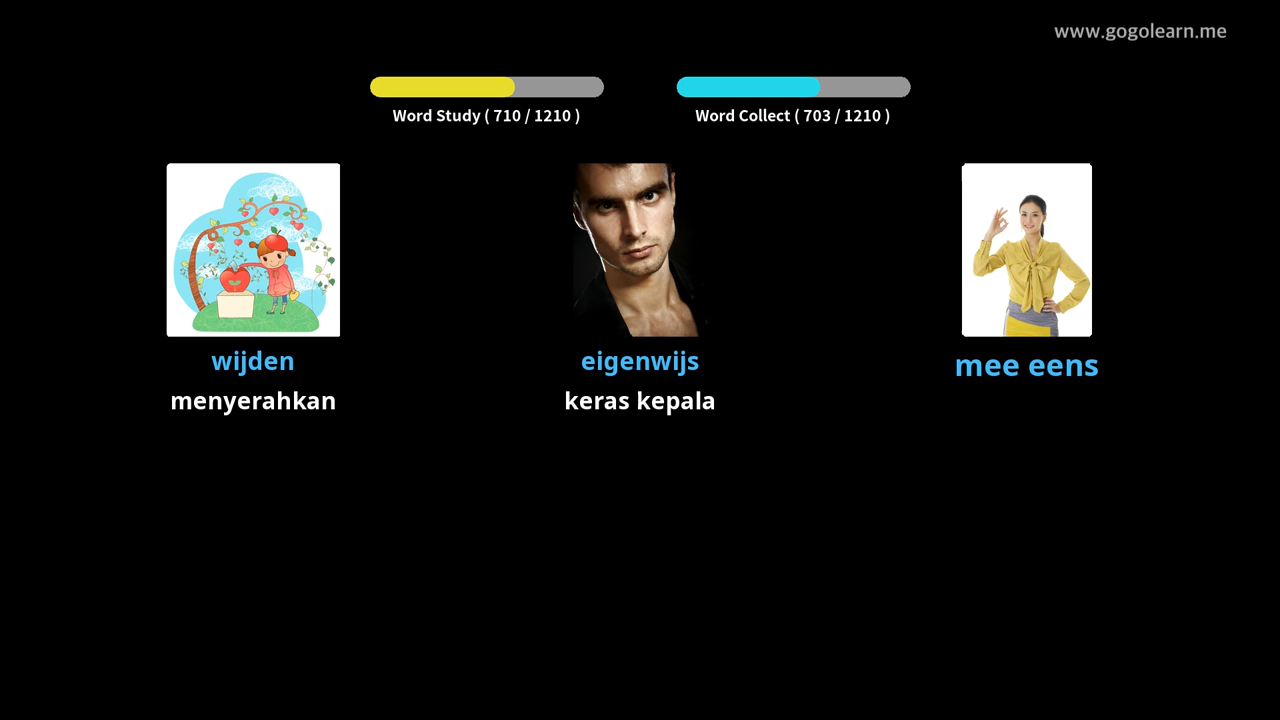 www.gogolearn.me
Word Study ( 710 / 1210 )
Word Collect ( 703 / 1210 )
wijden
menyerahkan
eigenwijs
keras kepala
mee eens